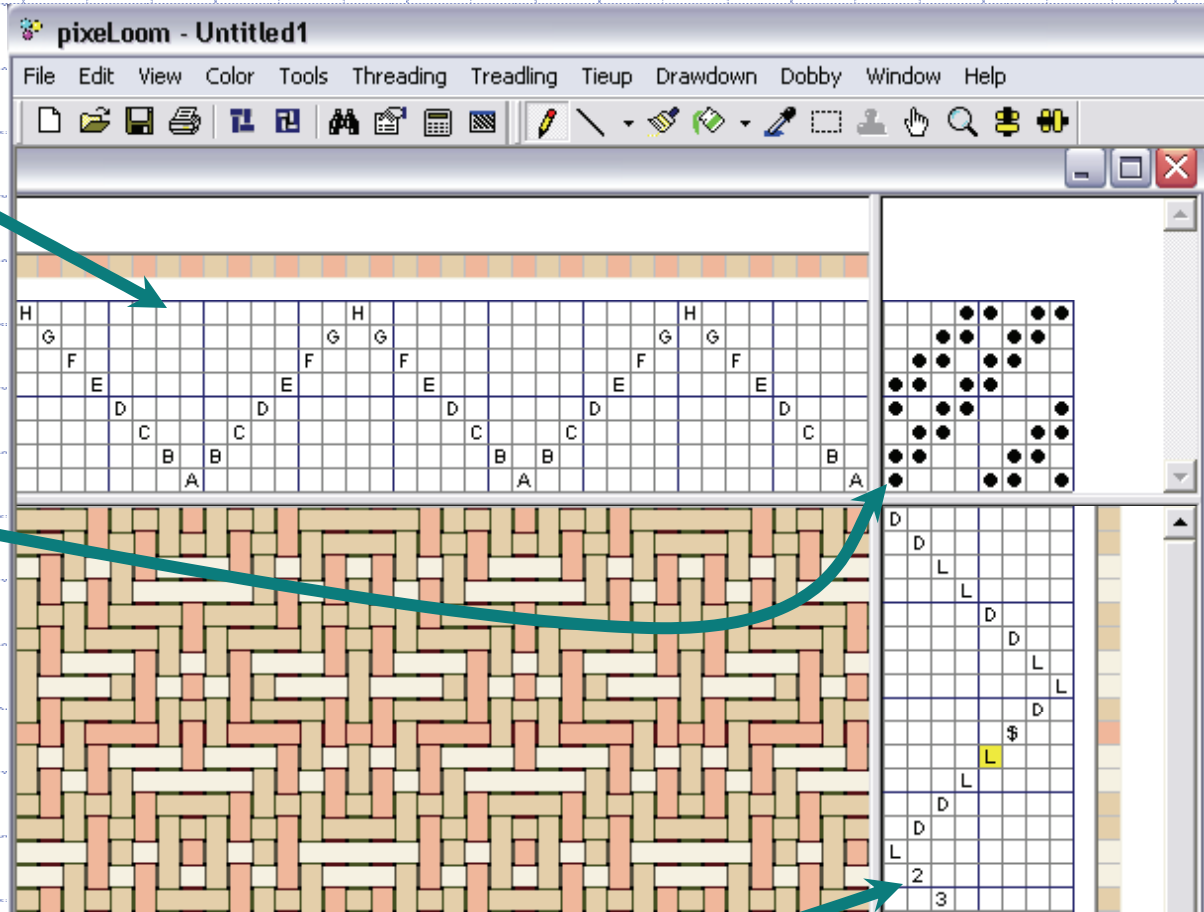 pixeLoom - Untitled1
File Edit View Color Tools Threading Treadling Tieup Drawdown Dobby Window Help
H H H
G G G G G
F F F F F
E E E E E
D D D D D D
C C C C C
B B B B B
A A A
D
D
L
L
D
D
L
L
D
$
L
L
D
D
L
2
3